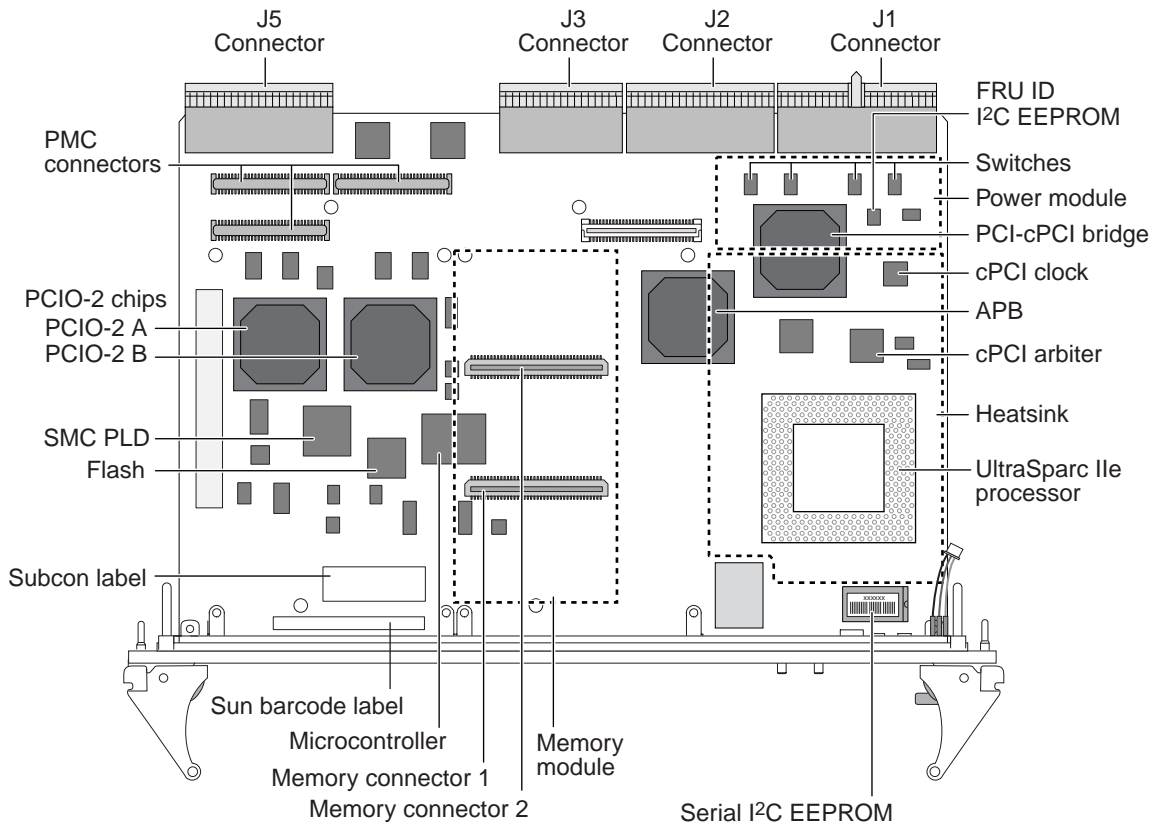 J5
Connector
J3
Connector
J2
Connector
J1
Connector
FRU ID
I2C EEPROM
PMC
connectors
Switches
Power module
PCI-cPCI bridge
cPCI clock
PCIO-2 chips
PCIO-2 A
PCIO-2 B
APB
cPCI arbiter
Heatsink
SMC PLD
Flash
UltraSparc IIe
processor
Subcon label
xxxxxx
Sun barcode label
Microcontroller
Memory connector 1
Memory connector 2
Memory
module
Serial I2C EEPROM